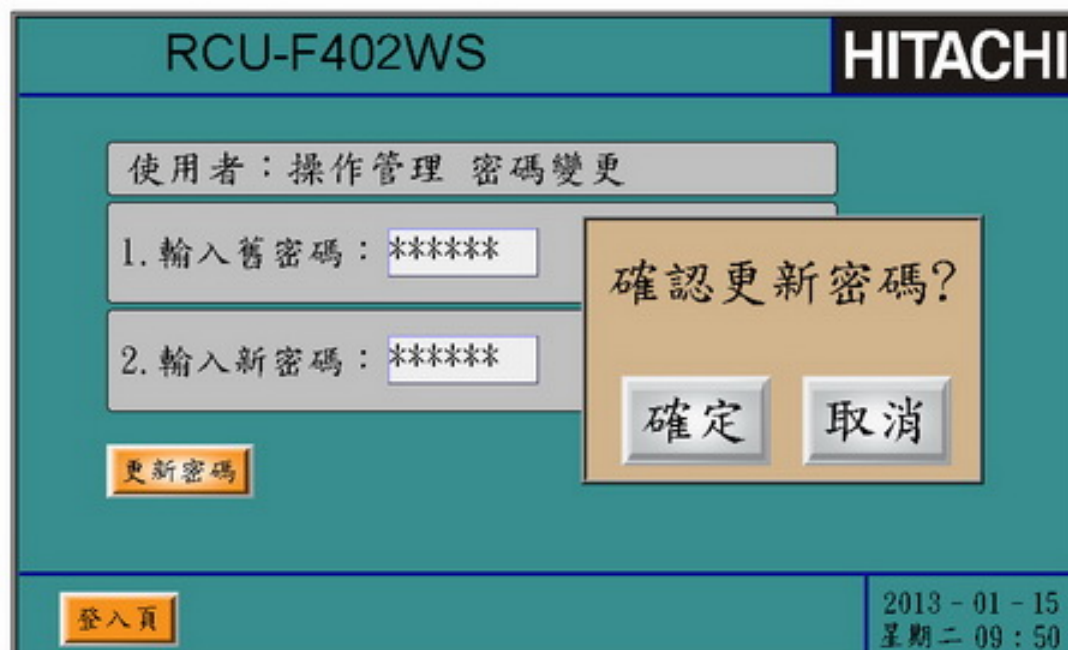 RCU-F402WS
HITACHI
使用者：操作管理 密碼變更
1.輸入舊密碼：******
2.輸入新密碼：******
確認更新密碼?
確定
取消
更新密碼
登入頁
2013-01-15
星期二 09:50